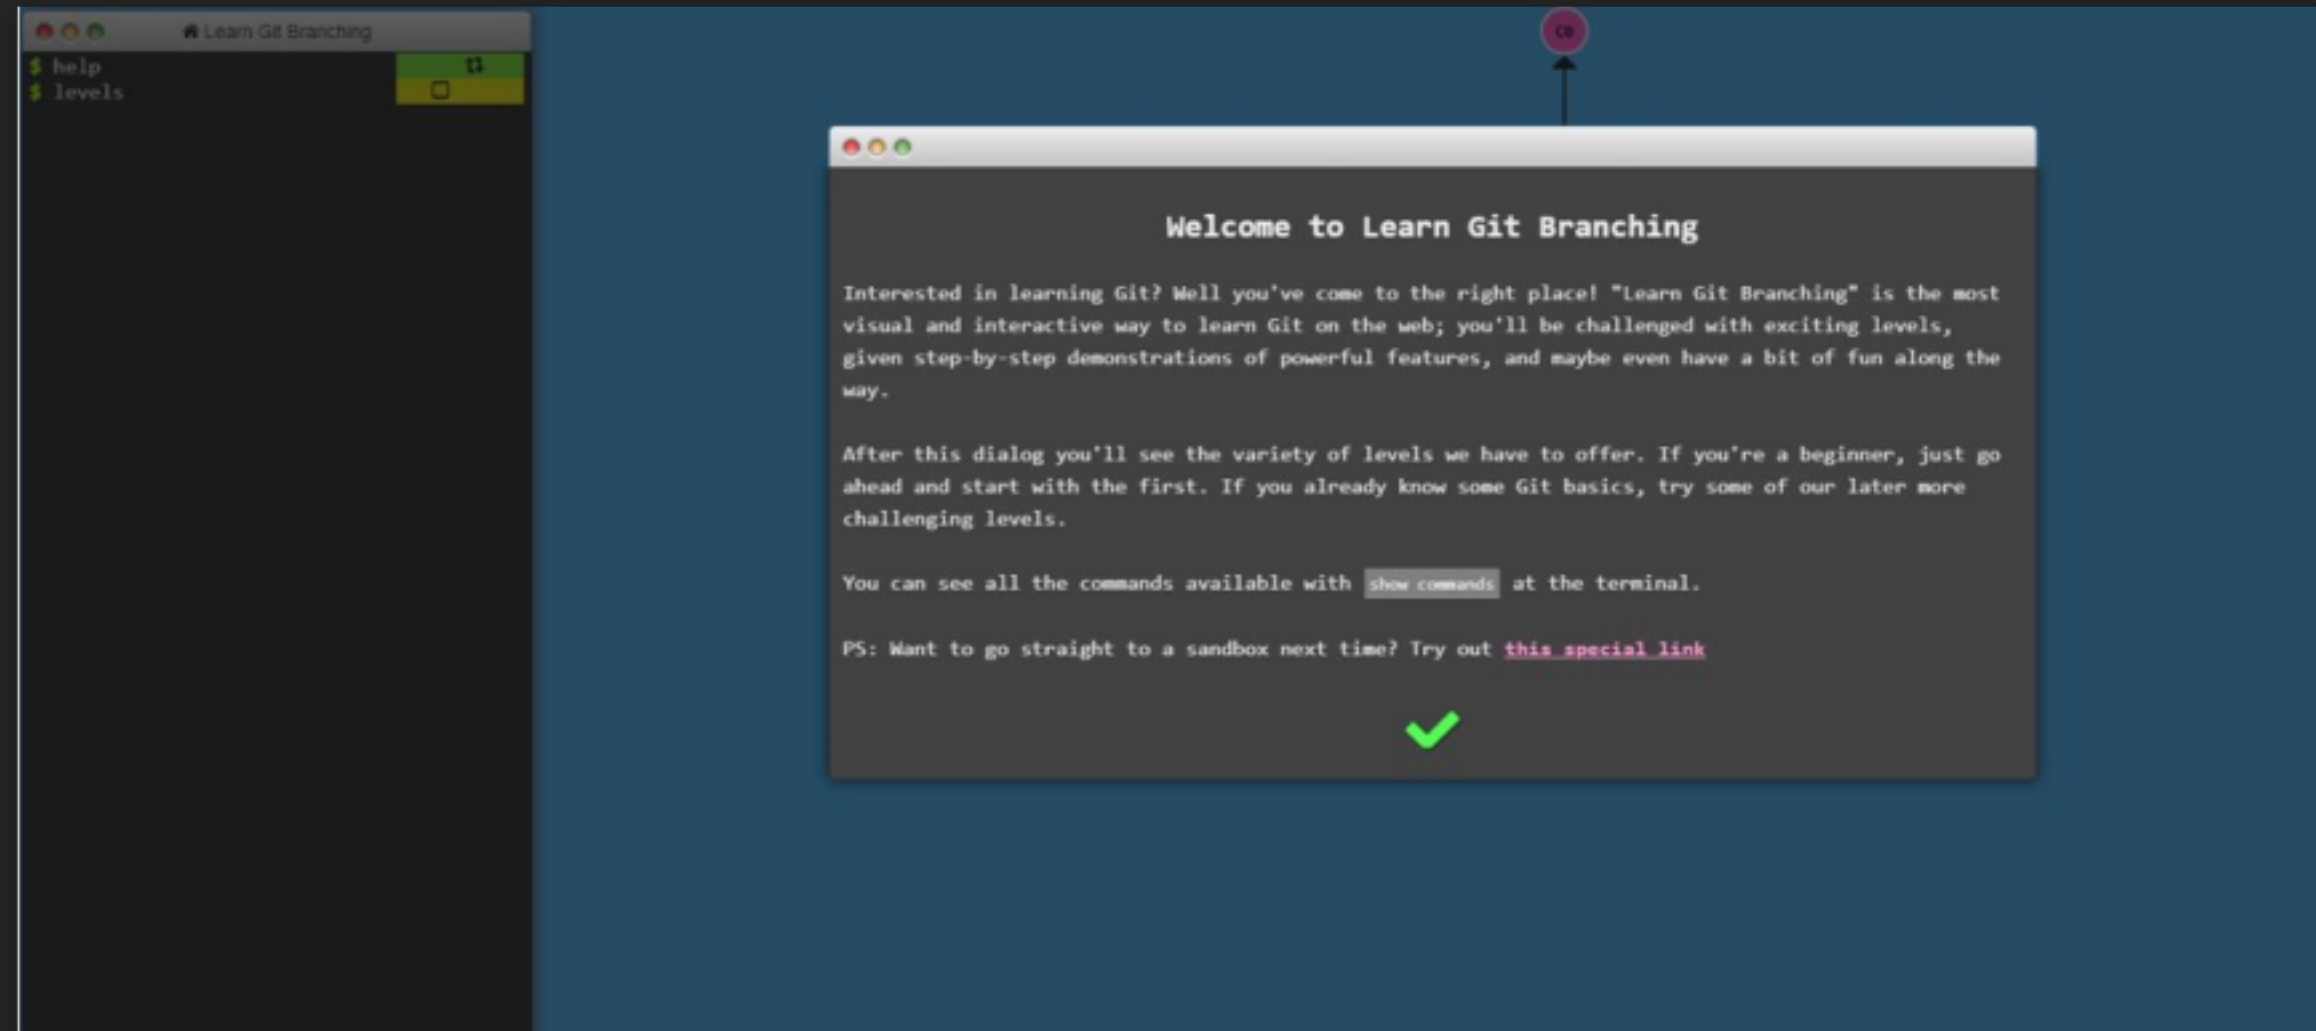 Learn Git Branching
$ help
$ levels
C0
Welcome to Learn Git Branching
Interested in learning Git? Well you've come to the right place! "Learn Git Branching" is the most
visual and interactive way to learn Git on the web; you'll be challenged with exciting levels,
given step-by-step demonstrations of powerful features, and maybe even have a bit of fun along the
way.
After this dialog you'll see the variety of levels we have to offer. If you're a beginner, just go
ahead and start with the first. If you already know some Git basics, try some of our later more
challenging levels.
You can see all the commands available with show commands at the terminal.
PS: Want to go straight to a sandbox next time? Try out this special link